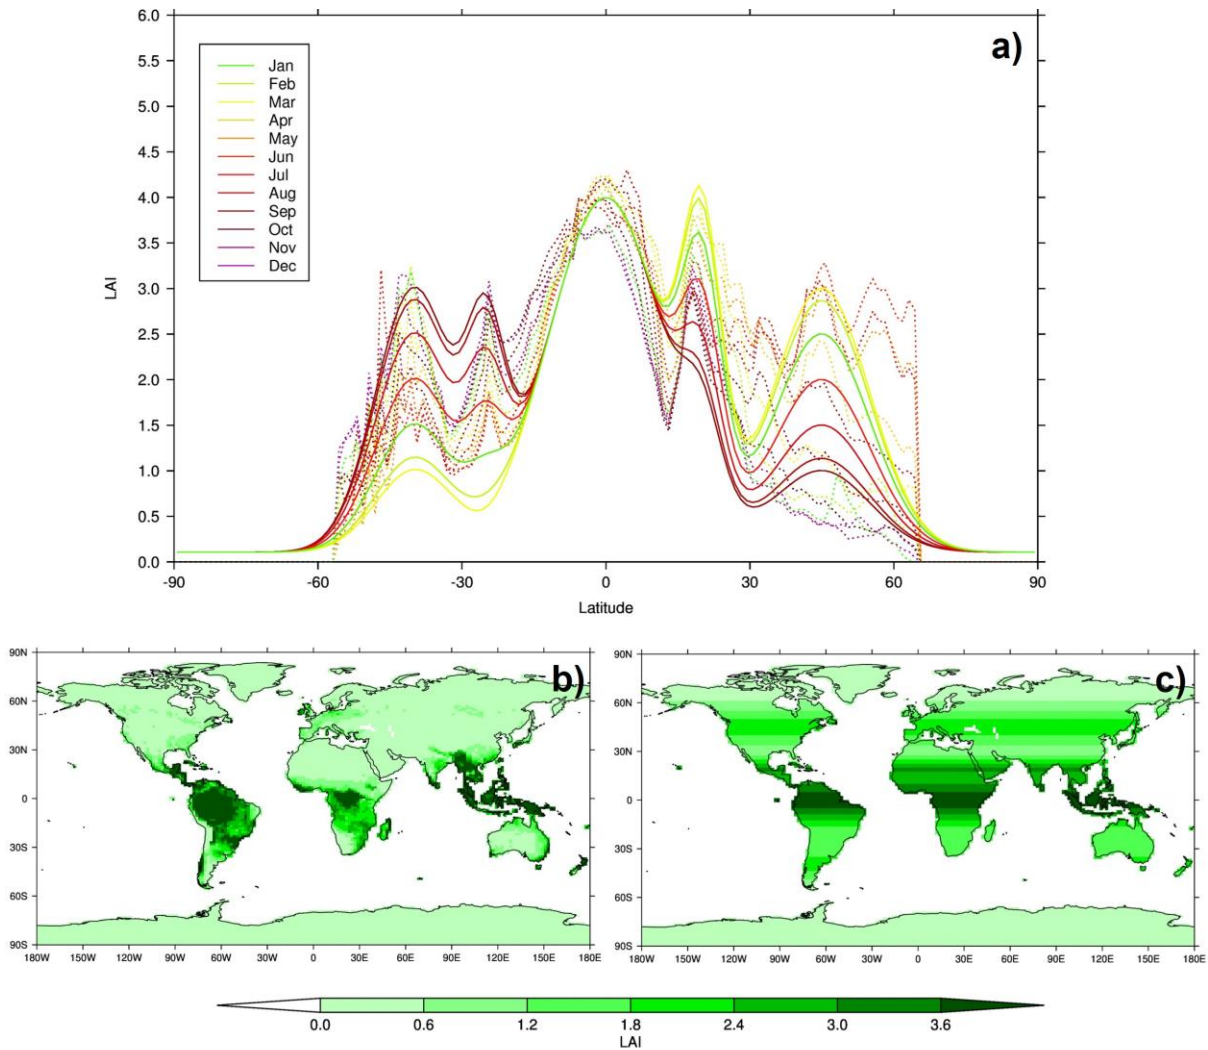 a)
6.0
5.5
5.0
4.5
4.0
3.5
3.0
2.5
2.0
1.5
1.0
0.5
0.0
LAI
Jan
Feb
Mar
Apr
May
Jun
Jul
Aug
Sep
Oct
Nov
Dec
-90 -60 -30 0 30 60 90
Latitude
b)
90N
60N
30N
0
30S
60S
90S
180W 150W 120W 90W 60W 30W 0 30E 60E 90E 120E 150E 180E
c)
90N
60N
30N
0
30S
60S
90S
180W 150W 120W 90W 60W 30W 0 30E 60E 90E 120E 150E 180E
0.0 0.6 1.2 1.8 2.4 3.0 3.6
LAI